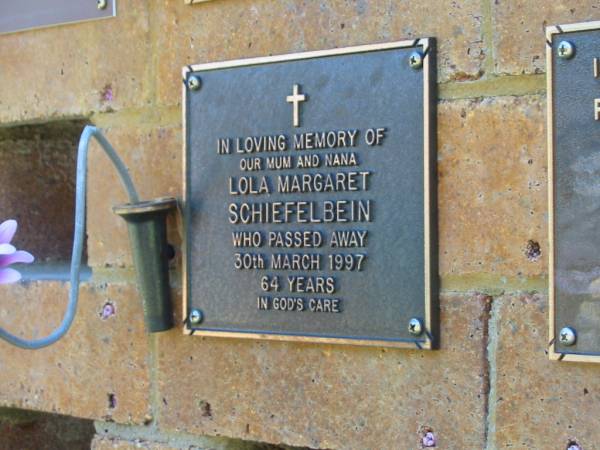 IN LOVING MEMORY OF
OUR MUM AND NANA
LOLA MARGARET
SCHIEFELBEIN
WHO PASSED AWAY
30th MARCH 1997
64 YEARS
IN GOD'S CARE